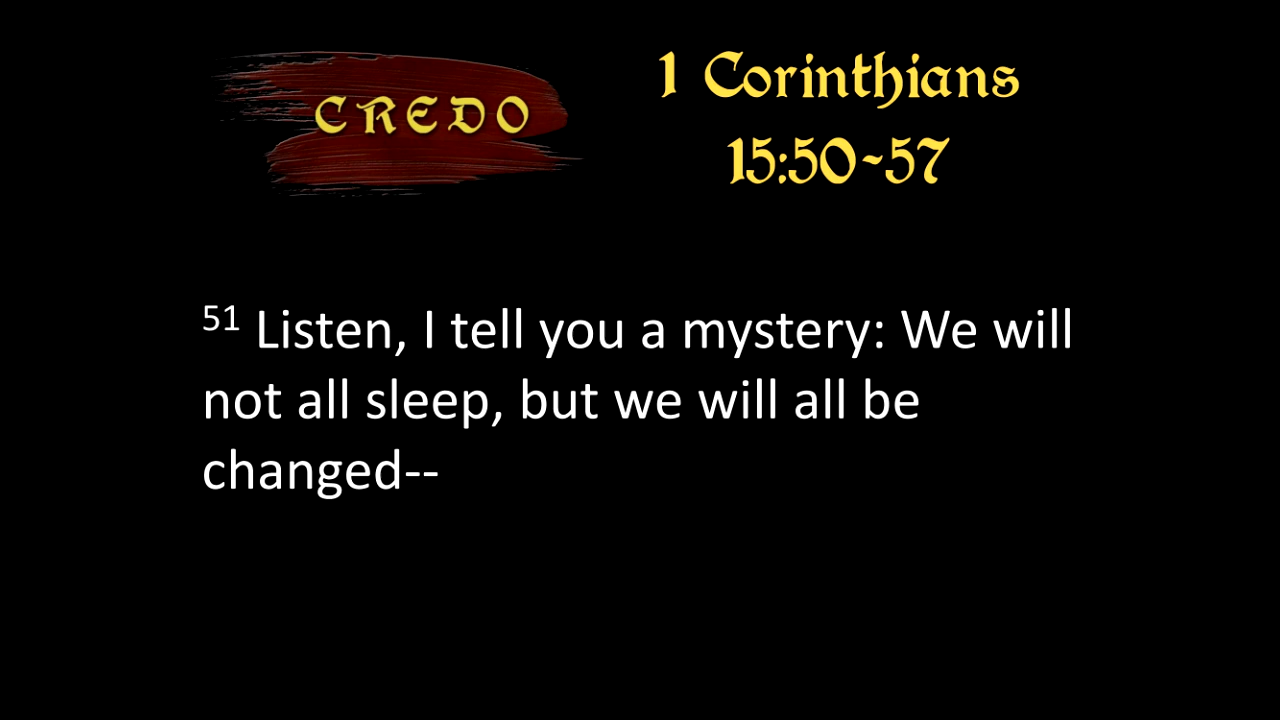 CREDO
1 Corinthians
15:50-57
51 Listen, I tell you a mystery: We will
not all sleep, but we will all be
changed--